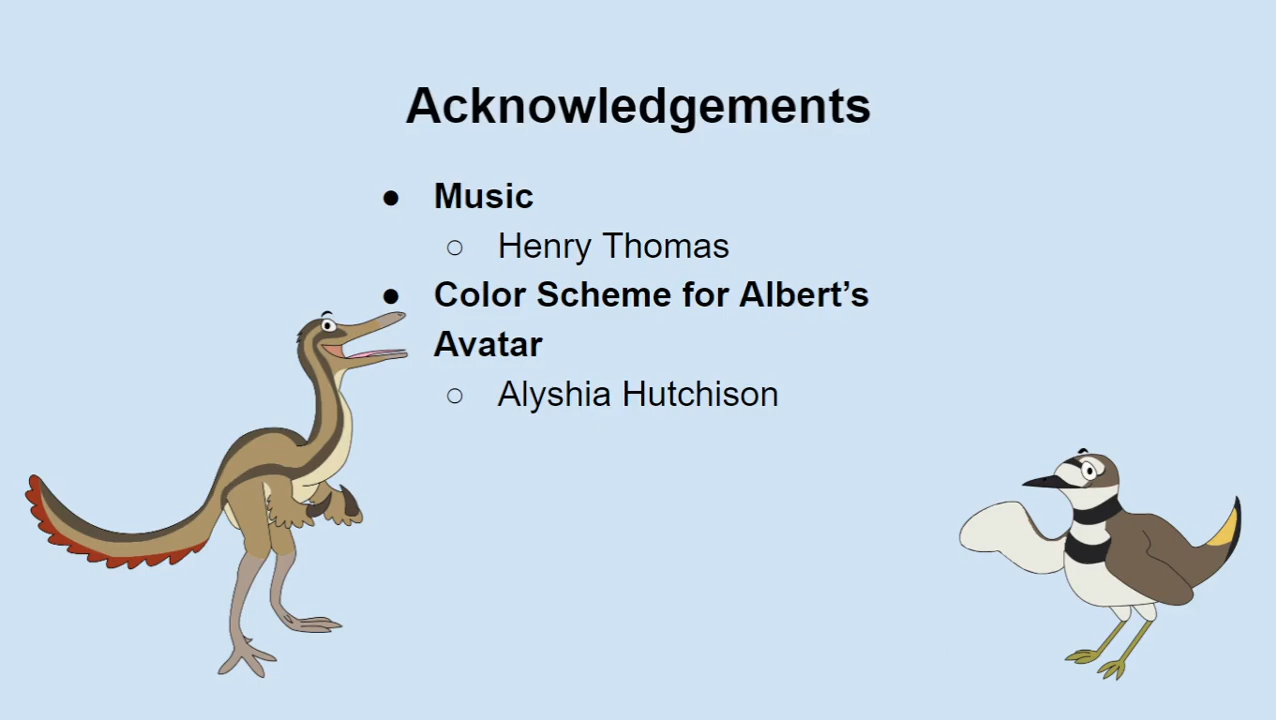 Acknowledgements
● Music
○ Henry Thomas
● Color Scheme for Albert’s
Avatar
○ Alyshia Hutchison